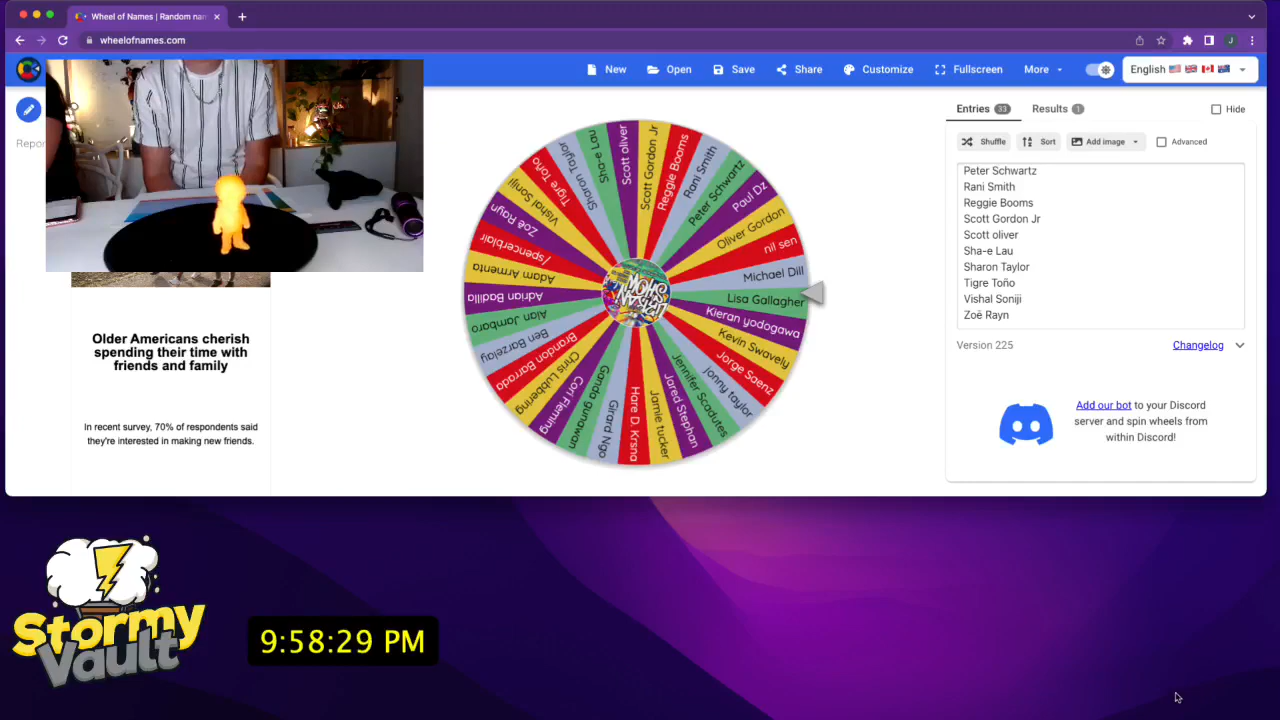 Wheel of Names | Random nam
wheelofnames.com
New
Open
Save
Share
Customize
Fullscreen
More
English
Repor
Older Americans cherish
spending their time with
friends and family
In recent survey, 70% of respondents said
they're interested in making new friends.
Scott oliver
Scott Gordon Jr
Reggie Booms
Rani Smith
Peter Schwartz
Paul Dz
Oliver Gordon
nil sen
Michael Dill
Lisa Gallagher
Kieran yodogawa
Kevin Swavely
Jorge Saenz
jonny taylor
Jennifer Scadutes
Jared Stephan
Jamie tucker
Hare D. Krsna
Girard Ngo
Ganda gunawan
Cori Fleming
Chris Lubbering
Brandon Barrada
Ben Barzelay
Alan Jambaro
Adrian Badilla
Adam Armenta
/spencerblair/
Zoë Rayn
Vishal Soniji
Tigre Toño
Sharon Taylor
Sha-e Lau
Entries 33
Results 1
Hide
Shuffle
Sort
Add image
Advanced
Peter Schwartz
Rani Smith
Reggie Booms
Scott Gordon Jr
Scott oliver
Sha-e Lau
Sharon Taylor
Tigre Toño
Vishal Soniji
Zoë Rayn
Version 225
Changelog
Add our bot to your Discord
server and spin wheels from
within Discord!
Stormy
Vault
9:58:29 PM